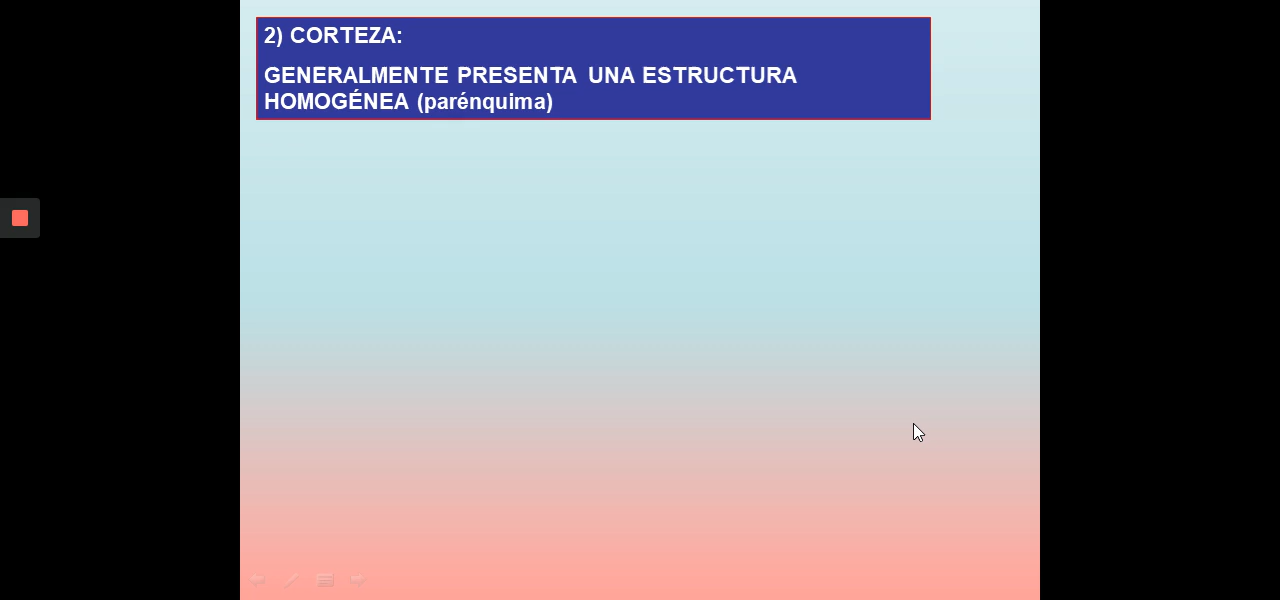 2) CORTEZA:
GENERALMENTE PRESENTA UNA ESTRUCTURA
HOMOGÉNEA (parénquima)